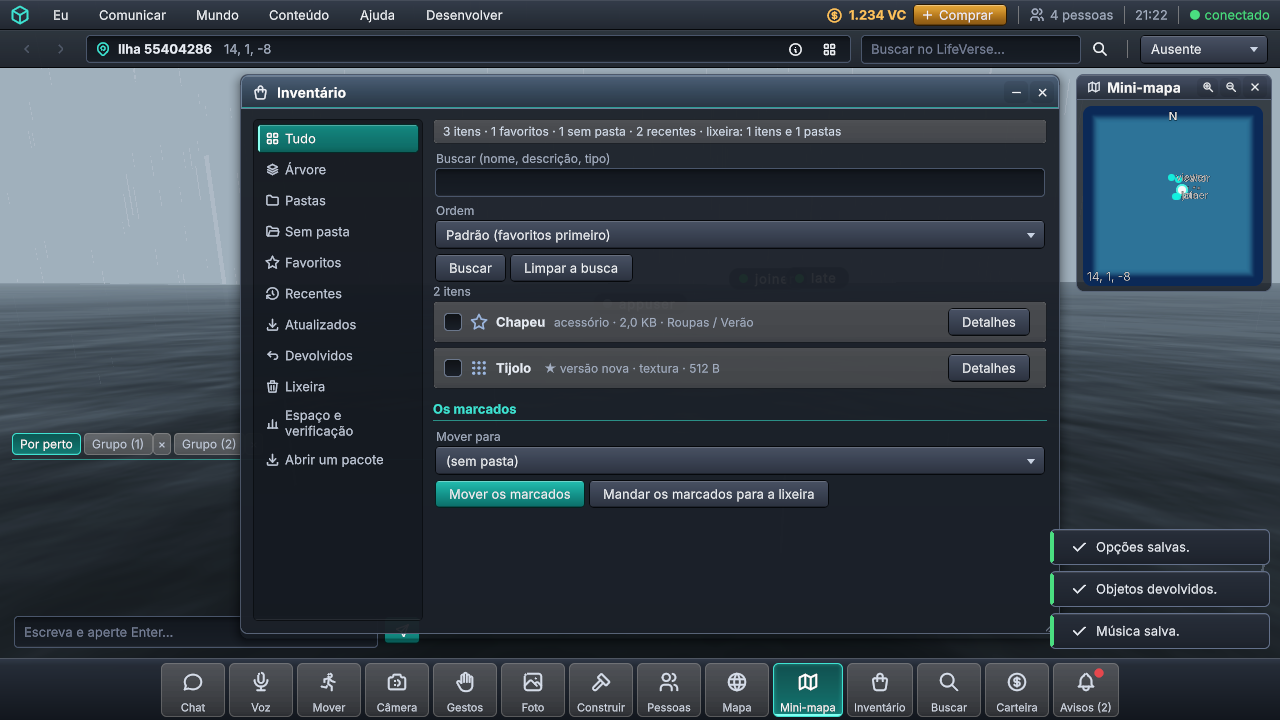 Eu
Comunicar
Mundo
Conteúdo
Ajuda
Desenvolver
1.234 VC
+ Comprar
4 pessoas
21:22
conectado
Ilha 55404286 14, 1, -8
Buscar no LifeVerse...
Ausente
Inventário
Mini-mapa
N
14, 1, -8
Tudo
Árvore
Pastas
Sem pasta
Favoritos
Recentes
Atualizados
Devolvidos
Lixeira
Espaço e
verificação
Abrir um pacote
3 itens · 1 favoritos · 1 sem pasta · 2 recentes · lixeira: 1 itens e 1 pastas
Buscar (nome, descrição, tipo)
Ordem
Padrão (favoritos primeiro)
Buscar
Limpar a busca
2 itens
Chapeu acessório · 2,0 KB · Roupas / Verão
Detalhes
Tijolo ★ versão nova · textura · 512 B
Detalhes
Os marcados
Mover para
(sem pasta)
Mover os marcados
Mandar os marcados para a lixeira
Por perto
Grupo (1) ×
Grupo (2)
Escreva e aperte Enter...
Opções salvas.
Objetos devolvidos.
Música salva.
Chat
Voz
Mover
Câmera
Gestos
Foto
Construir
Pessoas
Mapa
Mini-mapa
Inventário
Buscar
Carteira
Avisos (2)